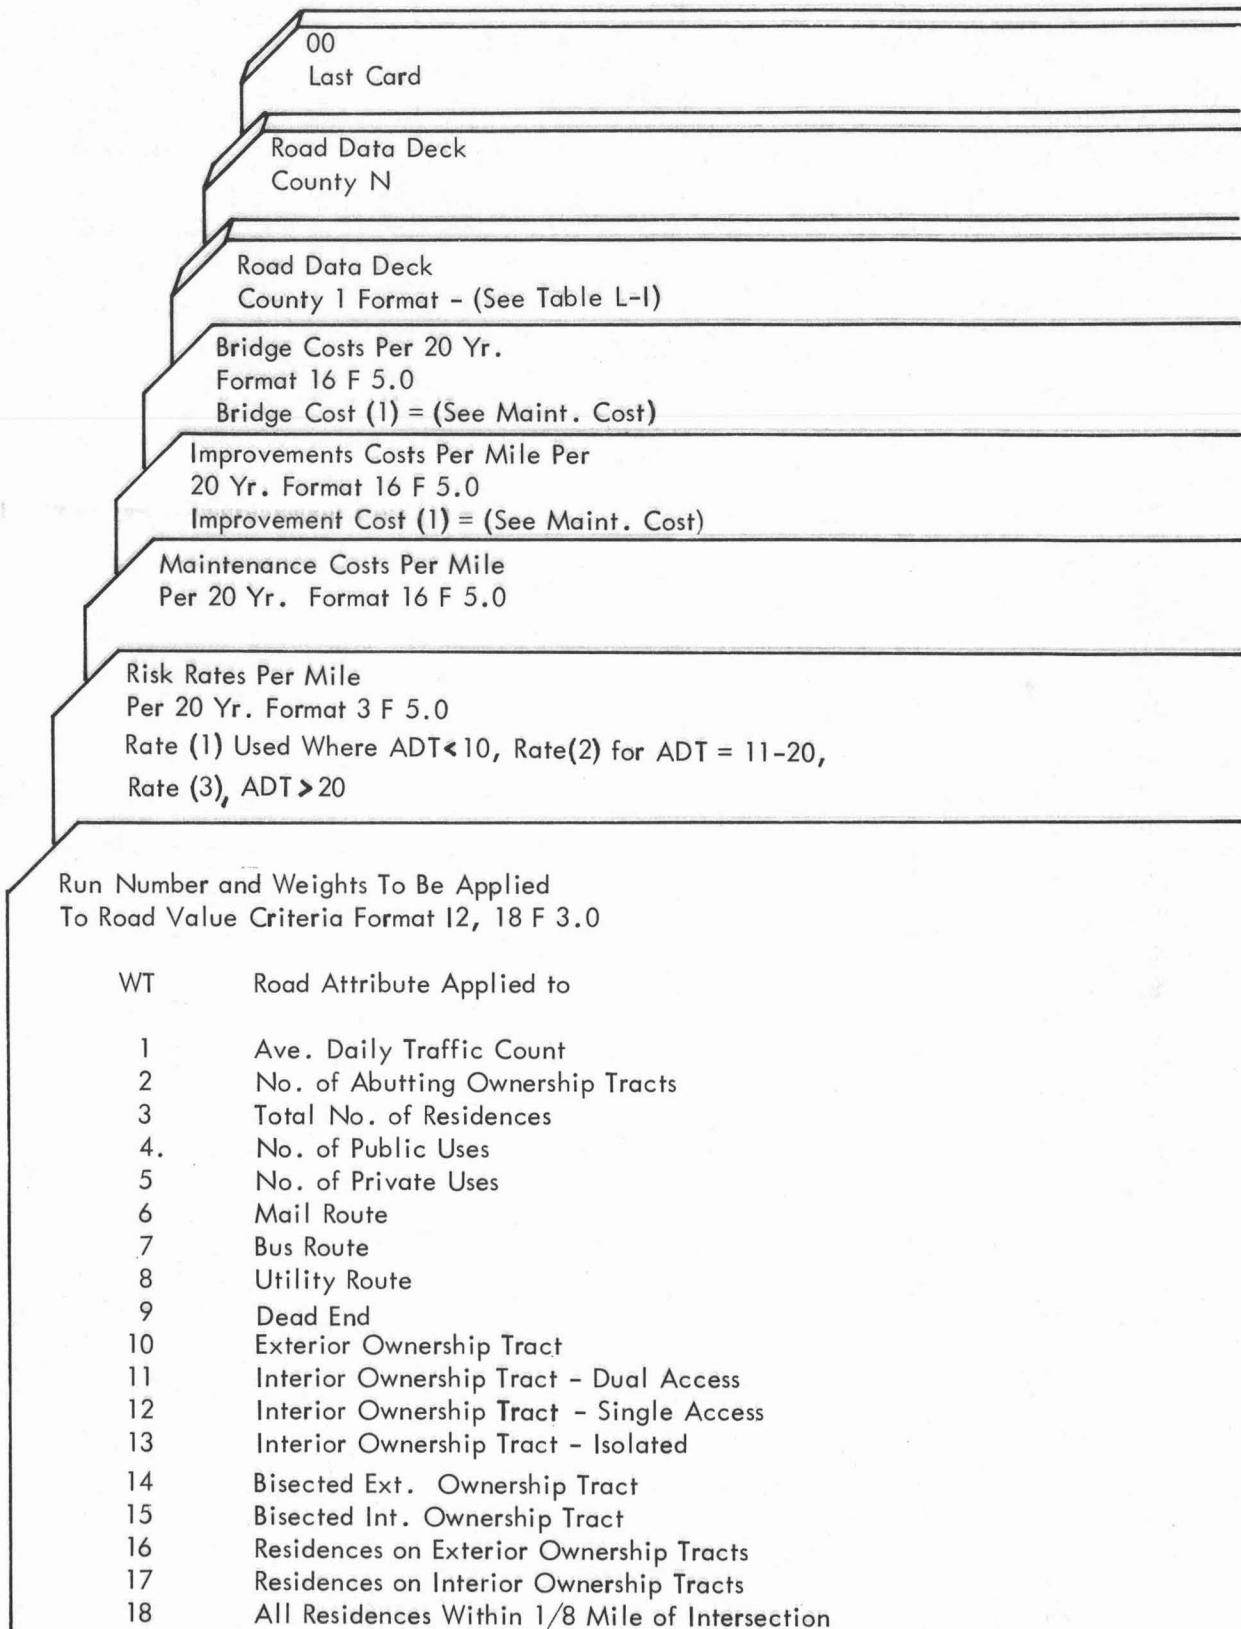 00
Last Card
Road Data Deck
County N
Road Data Deck
County 1 Format - (See Table L-I)
Bridge Costs Per 20 Yr.
Format 16 F 5.0
Bridge Cost (1) = (See Maint. Cost)
Improvements Costs Per Mile Per
20 Yr. Format 16 F 5.0
Improvement Cost (1) = (See Maint. Cost)
Maintenance Costs Per Mile
Per 20 Yr. Format 16 F 5.0
Risk Rates Per Mile
Per 20 Yr. Format 3 F 5.0
Rate (1) Used Where ADT<10, Rate(2) for ADT = 11-20,
Rate (3), ADT>20
Run Number and Weights To Be Applied
To Road Value Criteria Format I2, 18 F 3.0
WT Road Attribute Applied to
1 Ave. Daily Traffic Count
2 No. of Abutting Ownership Tracts
3 Total No. of Residences
4. No. of Public Uses
5 No. of Private Uses
6 Mail Route
7 Bus Route
8 Utility Route
9 Dead End
10 Exterior Ownership Tract
11 Interior Ownership Tract - Dual Access
12 Interior Ownership Tract - Single Access
13 Interior Ownership Tract - Isolated
14 Bisected Ext. Ownership Tract
15 Bisected Int. Ownership Tract
16 Residences on Exterior Ownership Tracts
17 Residences on Interior Ownership Tracts
18 All Residences Within 1/8 Mile of Intersection